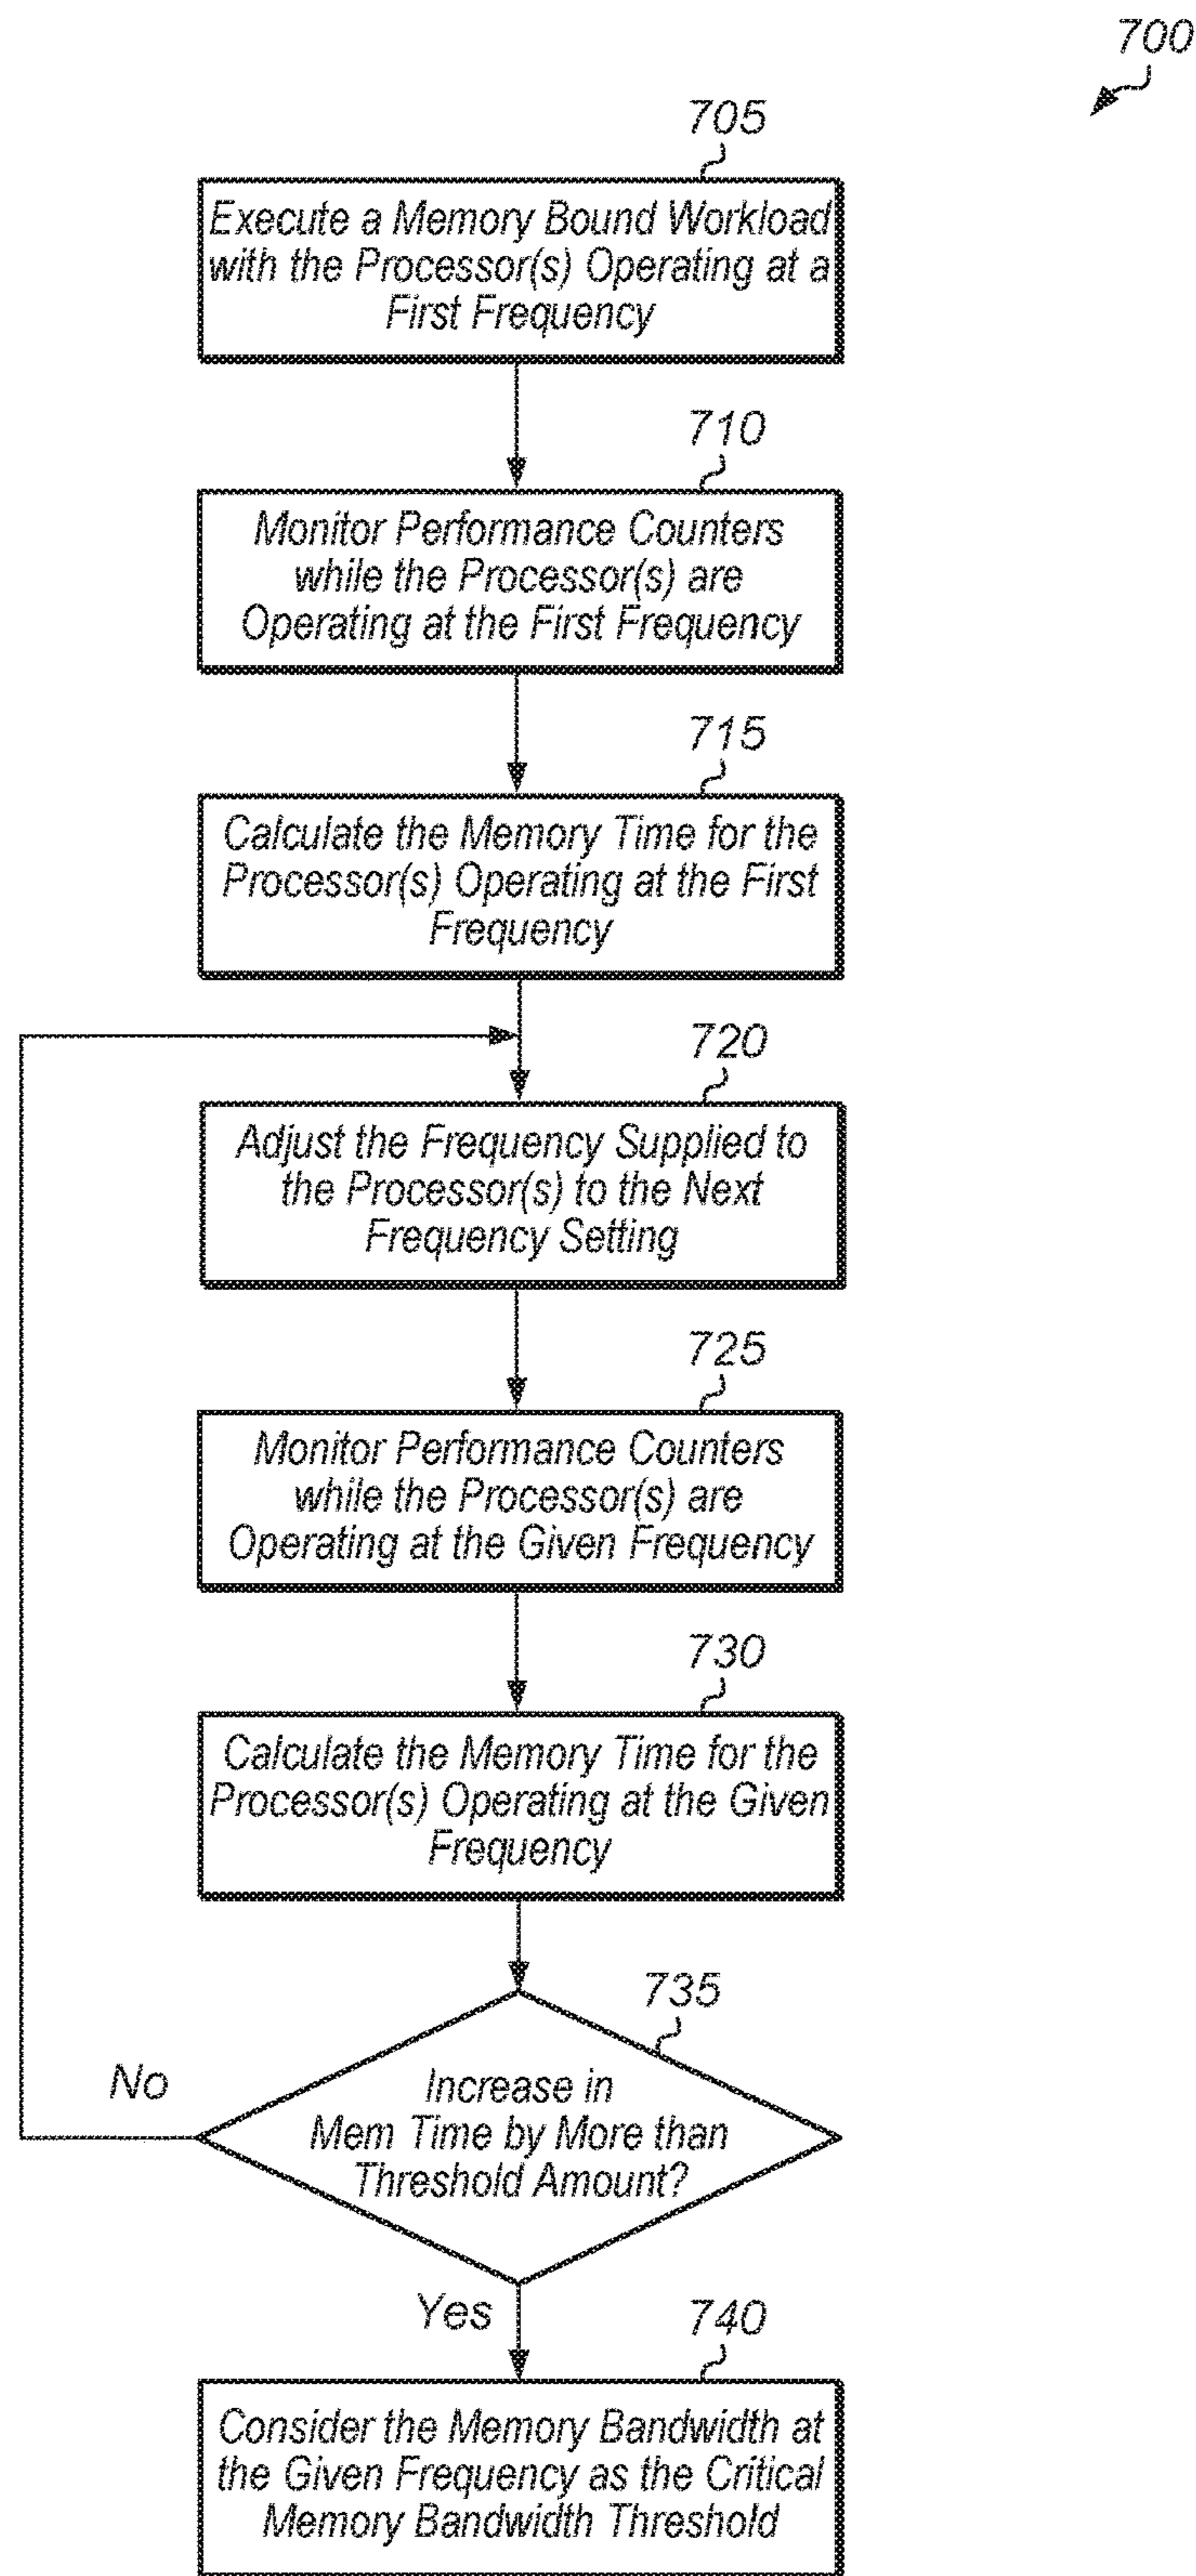 700
705
Execute a Memory Bound Workload
with the Processor(s) Operating at a
First Frequency
710
Monitor Performance Counters
while the Processor(s) are
Operating at the First Frequency
715
Calculate the Memory Time for the
Processor(s) Operating at the First
Frequency
720
Adjust the Frequency Supplied to
the Processor(s) to the Next
Frequency Setting
725
Monitor Performance Counters
while the Processor(s) are
Operating at the Given Frequency
730
Calculate the Memory Time for the
Processor(s) Operating at the Given
Frequency
735
No
Increase in
Mem Time by More than
Threshold Amount?
Yes
740
Consider the Memory Bandwidth at
the Given Frequency as the Critical
Memory Bandwidth Threshold